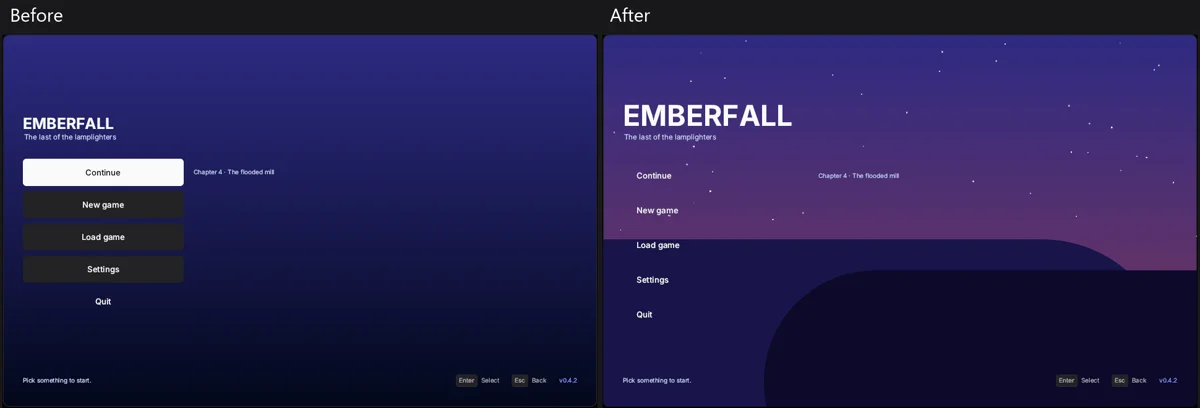 Before
EMBERFALL
The last of the lamplighters
Continue
Chapter 4 · The flooded mill
New game
Load game
Settings
Quit
Pick something to start.
Enter Select Esc Back v0.4.2
After
EMBERFALL
The last of the lamplighters
Continue
Chapter 4 · The flooded mill
New game
Load game
Settings
Quit
Pick something to start.
Enter Select Esc Back v0.4.2